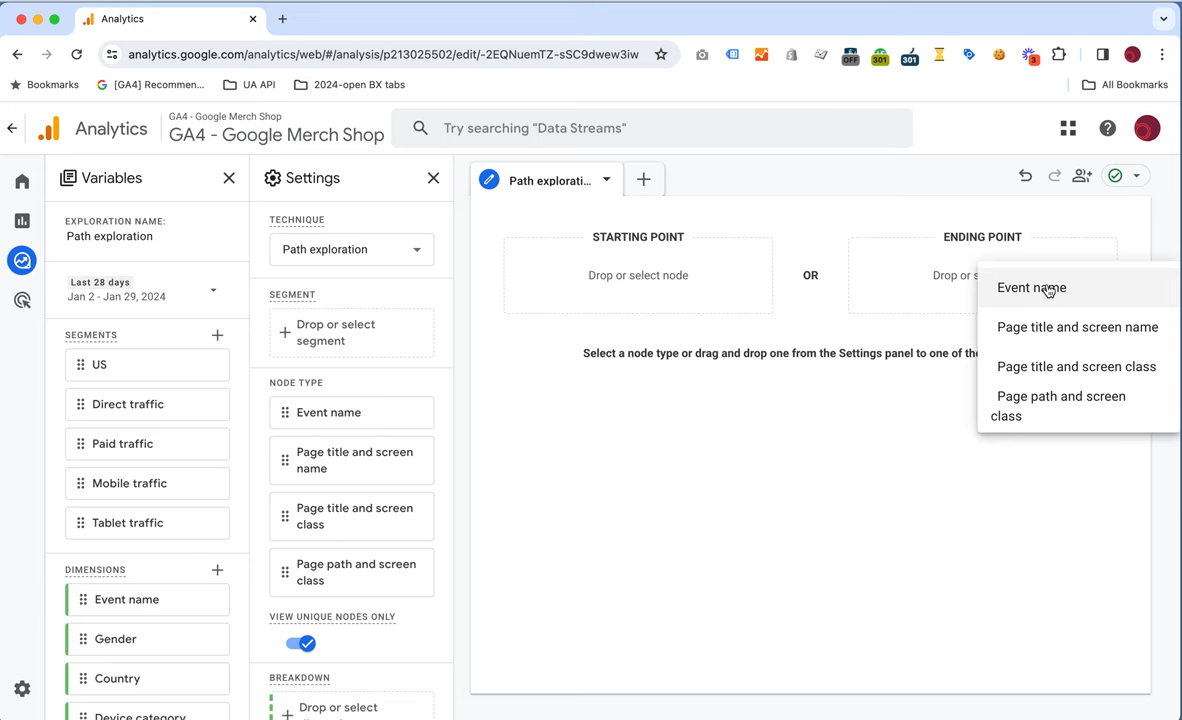 Analytics
analytics.google.com/analytics/web/#/analysis/p213025502/edit/-2EQNuemTZ-sSC9dwew3iw
OFF
301
301
3
Bookmarks
[GA4] Recommen...
UA API
2024-open BX tabs
All Bookmarks
Analytics
GA4 - Google Merch Shop
GA4 - Google Merch Shop
Try searching "Data Streams"
Variables
EXPLORATION NAME:
Path exploration
Last 28 days
Jan 2 - Jan 29, 2024
SEGMENTS
US
Direct traffic
Paid traffic
Mobile traffic
Tablet traffic
DIMENSIONS
Event name
Gender
Country
Device category
Settings
TECHNIQUE
Path exploration
SEGMENT
Drop or select
segment
NODE TYPE
Event name
Page title and screen
name
Page title and screen
class
Page path and screen
class
VIEW UNIQUE NODES ONLY
BREAKDOWN
Drop or select
Path explorati...
STARTING POINT
Drop or select node
OR
ENDING POINT
Drop or s
Select a node type or drag and drop one from the Settings panel to one of the
Event name
Page title and screen name
Page title and screen class
Page path and screen
class